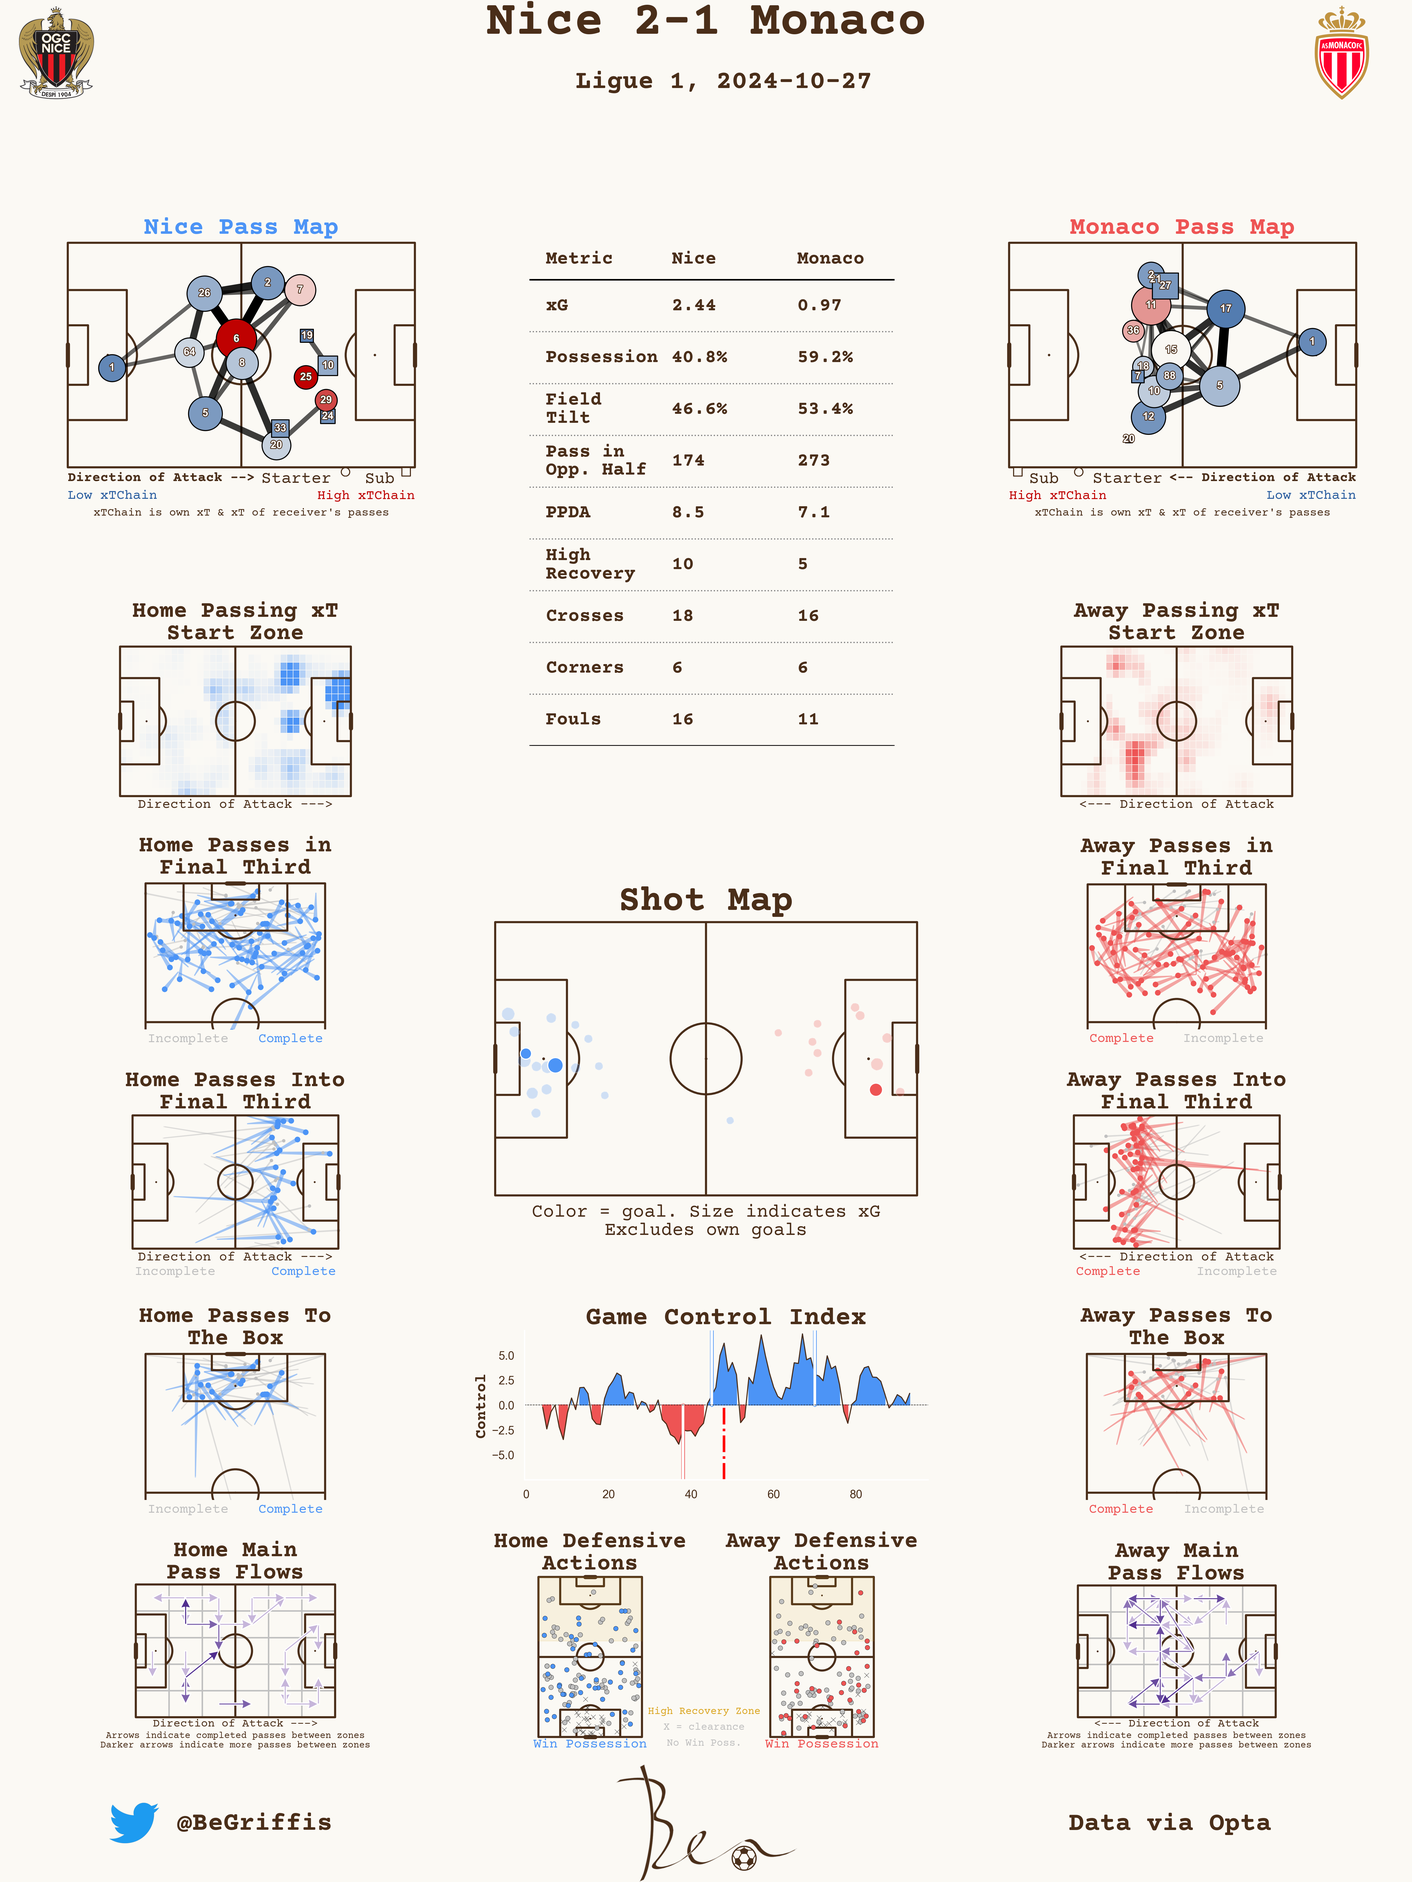 Nice 2-1 Monaco
Ligue 1, 2024-10-27
OGC
NICE
DESPI 1904
AS MONACO FC
Nice Pass Map
26
2
7
6
19
64
8
10
1
25
29
24
5
33
20
Direction of Attack --> Starter Sub
Low xTChain High xTChain
xTChain is own xT & xT of receiver's passes
Metric Nice Monaco
xG 2.44 0.97
Possession 40.8% 59.2%
Field
Tilt 46.6% 53.4%
Pass in
Opp. Half 174 273
PPDA 8.5 7.1
High
Recovery 10 5
Crosses 18 16
Corners 6 6
Fouls 16 11
Monaco Pass Map
2
21
27
11
17
36
15
1
18
7
88
10
5
12
20
Sub Starter <-- Direction of Attack
High xTChain Low xTChain
xTChain is own xT & xT of receiver's passes
Home Passing xT
Start Zone
Direction of Attack --->
Away Passing xT
Start Zone
<--- Direction of Attack
Home Passes in
Final Third
Incomplete Complete
Away Passes in
Final Third
Complete Incomplete
Shot Map
Color = goal. Size indicates xG
Excludes own goals
Home Passes Into
Final Third
Direction of Attack --->
Incomplete Complete
Away Passes Into
Final Third
<--- Direction of Attack
Complete Incomplete
Home Passes To
The Box
Incomplete Complete
Game Control Index
Control
5.0
2.5
0.0
−2.5
−5.0
0 20 40 60 80
Away Passes To
The Box
Complete Incomplete
Home Main
Pass Flows
Direction of Attack --->
Arrows indicate completed passes between zones
Darker arrows indicate more passes between zones
Home Defensive
Actions
Win Possession
High Recovery Zone
X = clearance
No Win Poss.
Away Defensive
Actions
Win Possession
Away Main
Pass Flows
<--- Direction of Attack
Arrows indicate completed passes between zones
Darker arrows indicate more passes between zones
@BeGriffis
Ben
Data via Opta